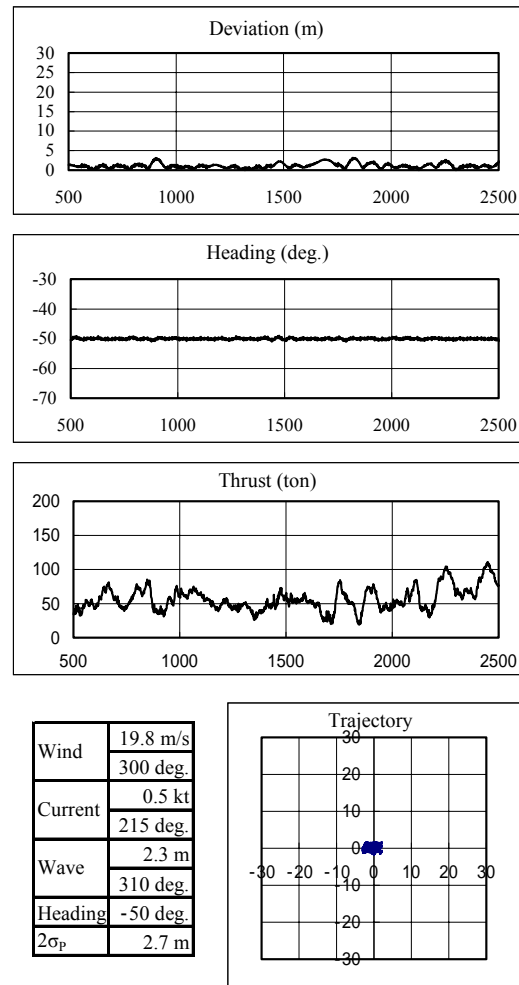 Deviation (m)
30
25
20
15
10
5
0
500 1000 1500 2000 2500
Heading (deg.)
-30
-40
-50
-60
-70
500 1000 1500 2000 2500
Thrust (ton)
200
150
100
50
0
500 1000 1500 2000 2500
Wind 19.8 m/s
300 deg.
Current 0.5 kt
215 deg.
Wave 2.3 m
310 deg.
Heading -50 deg.
2σP 2.7 m
Trajectory
30
20
10
0
-30 -20 -10 0 10 20 30
-10
-20
-30